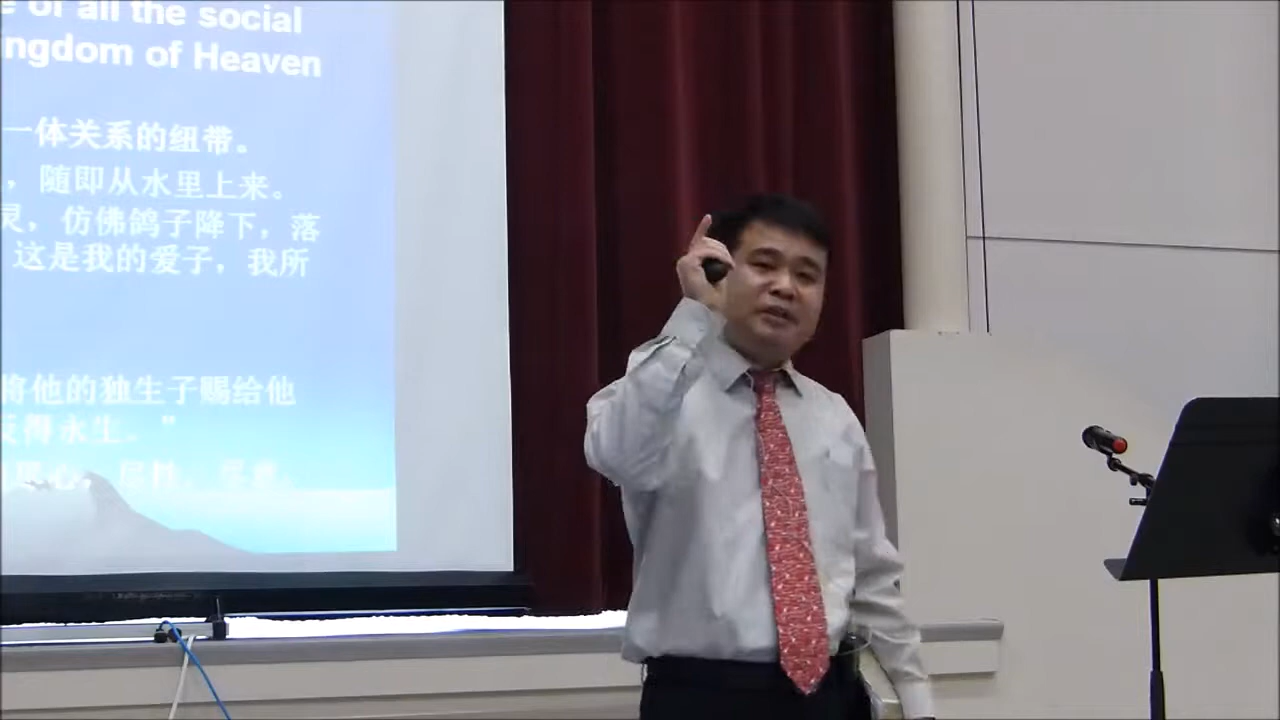 e of all the social
ngdom of Heaven
一体关系的纽带。
，随即从水里上来。
灵，仿佛鸽子降下，落
这是我的爱子，我所
将他的独生子赐给他
反得永生。”